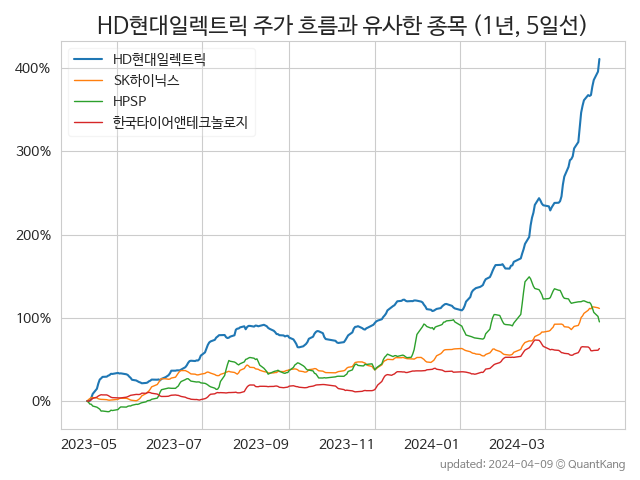 HD현대일렉트릭 주가 흐름과 유사한 종목 (1년, 5일선)
HD현대일렉트릭
SK하이닉스
HPSP
한국타이어앤테크놀로지
400%
300%
200%
100%
0%
2023-05 2023-07 2023-09 2023-11 2024-01 2024-03
updated: 2024-04-09 © QuantKang